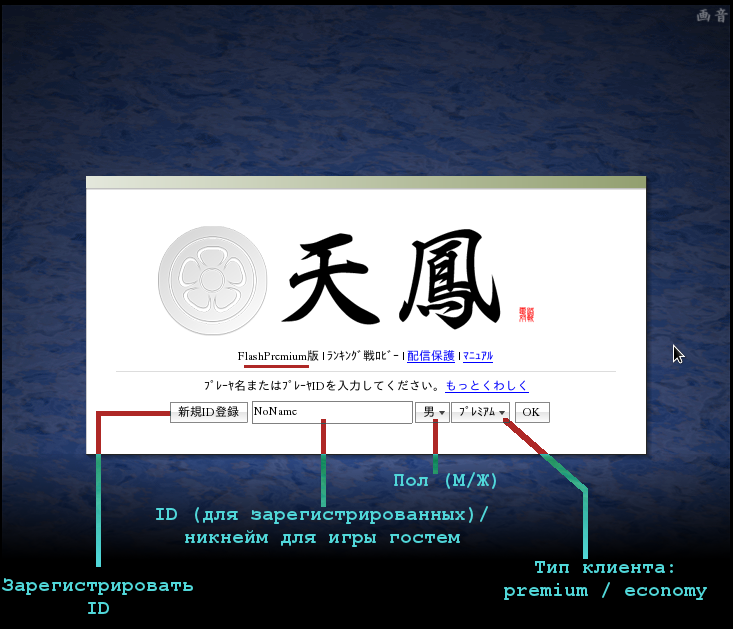 画 音
天鳳
FlashPremium版 | ﾗﾝｷﾝｸﾞ戦ﾛﾋﾞｰ | 配信保護 | ﾏﾆｭｱﾙ
ﾌﾟﾚｰﾔ名またはﾌﾟﾚｰﾔIDを入力してください。もっとくわしく
新規ID登録 NoName 男 ﾌﾟﾚﾐｱﾑ OK
Пол (М/Ж)
ID (для зарегистрированных)/
никнейм для игры гостем
Тип клиента:
premium / economy
Зарегистрировать
ID